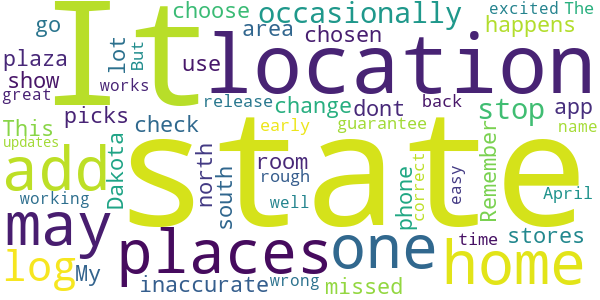 It
state
location
places
one
home
may
add
log
occasionally
choose
excited
The
go
area
chosen
happens
plaza
lot
But
use
show
works
release
change
dont
back
stop
app
great
picks
This
check
early
guarantee
name
updates
Dakota
north
south
room
rough
phone
correct
easy
Remember
April
working
well
time
stores
My
inaccurate
wrong
missed